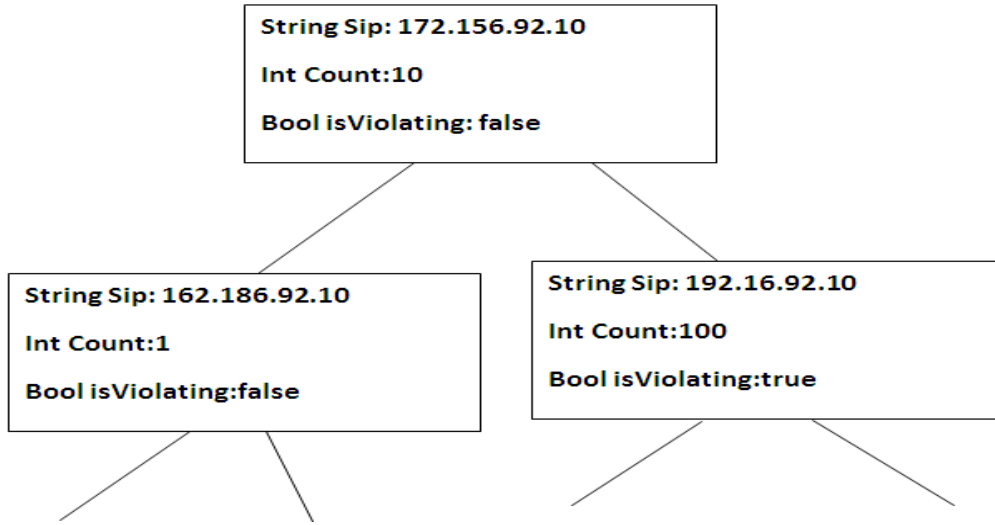 String Sip: 172.156.92.10
Int Count:10
Bool isViolating: false
String Sip: 162.186.92.10
Int Count:1
Bool isViolating:false
String Sip: 192.16.92.10
Int Count:100
Bool isViolating:true